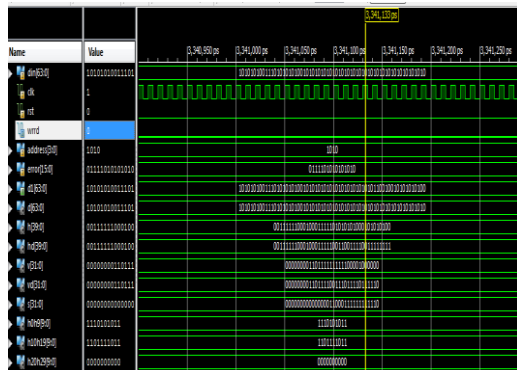 3,341,133 ps
Name Value 3,340,950 ps 3,341,000 ps 3,341,050 ps 3,341,100 ps 3,341,150 ps 3,341,200 ps 3,341,250 ps
din[63:0] 10101010011101
clk 1
rst 0
wrrd 0
address[3:0] 1010 1010
error[15:0] 01111010101010 0111101010101010
d1[63:0] 10101010011101
d[63:0] 10101010011101
h[39:0] 00111111000100
hd[39:0] 00111111000100
v[31:0] 00000000110111
vd[31:0] 00000000110111
s[31:0] 00000000000000
h0h9[9:0] 1110101011 1110101011
h10h19[9:0] 1101111011 1101111011
h20h29[9:0] 0000000000 0000000000